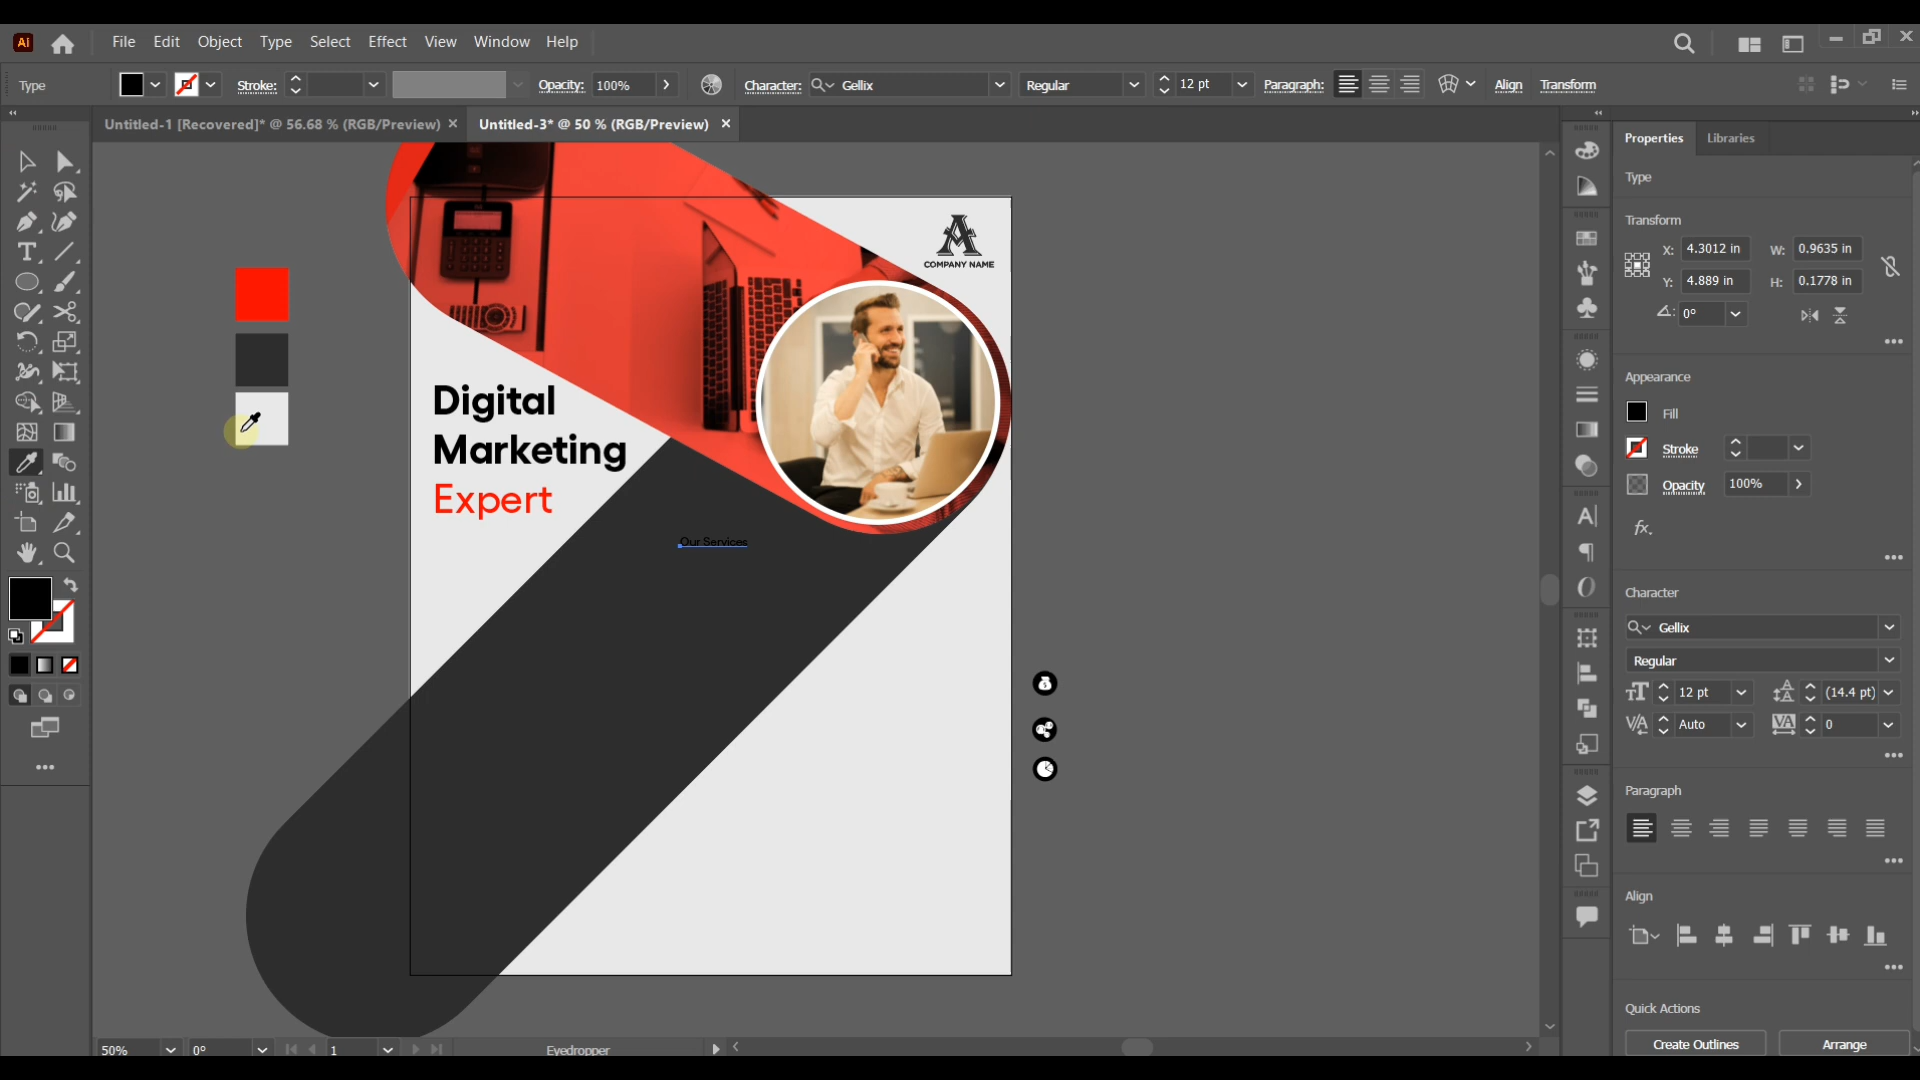 Ai File Edit Object Type Select Effect View Window Help
Type Stroke: Opacity: 100% Character: Gellix Regular 12 pt Paragraph: Align Transform
Untitled-1 [Recovered]* @ 56.68 % (RGB/Preview) Untitled-3* @ 50 % (RGB/Preview)
Properties Libraries
Type
Transform
X: 4.3012 in W: 0.9635 in
Y: 4.889 in H: 0.1778 in
0°
Appearance
Fill
Stroke
Opacity 100%
fx.
Character
Gellix
Regular
12 pt (14.4 pt)
Auto 0
Paragraph
Align
Quick Actions
Create Outlines Arrange
COMPANY NAME
Digital
Marketing
Expert
Our Services
50% 0° 1 Eyedropper